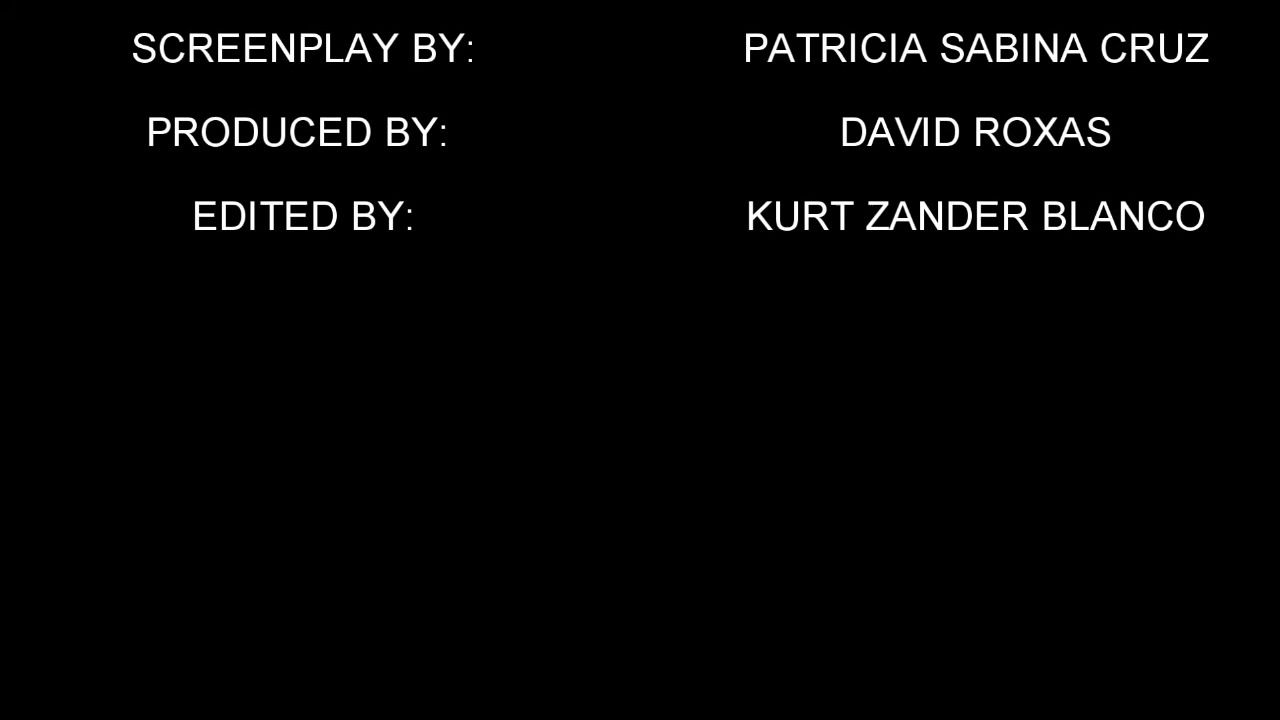 SCREENPLAY BY: PATRICIA SABINA CRUZ
PRODUCED BY: DAVID ROXAS
EDITED BY: KURT ZANDER BLANCO